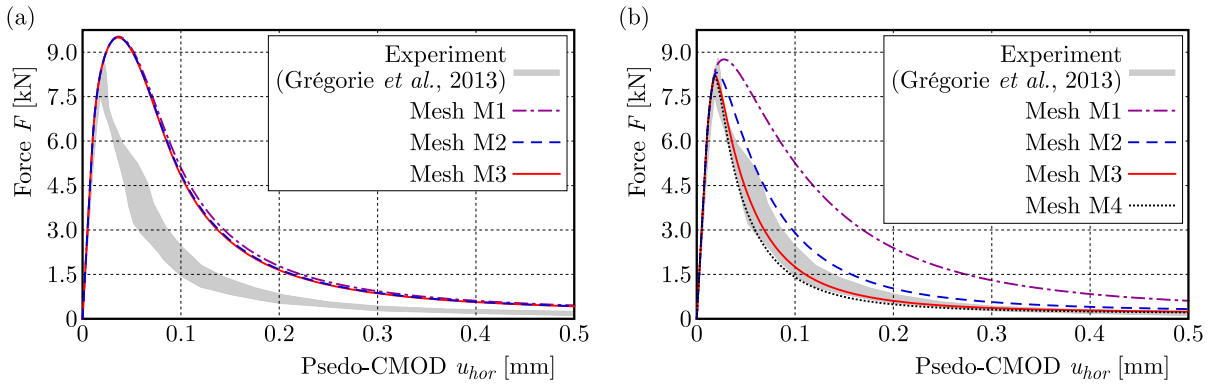 (a)
Force F [kN]
9.0
7.5
6.0
4.5
3.0
1.5
0
0
0.1
0.2
0.3
0.4
0.5
Psedo-CMOD u_hor [mm]
Experiment
(Grégorie et al., 2013)
Mesh M1
Mesh M2
Mesh M3
(b)
Force F [kN]
9.0
7.5
6.0
4.5
3.0
1.5
0
0
0.1
0.2
0.3
0.4
0.5
Psedo-CMOD u_hor [mm]
Experiment
(Grégorie et al., 2013)
Mesh M1
Mesh M2
Mesh M3
Mesh M4